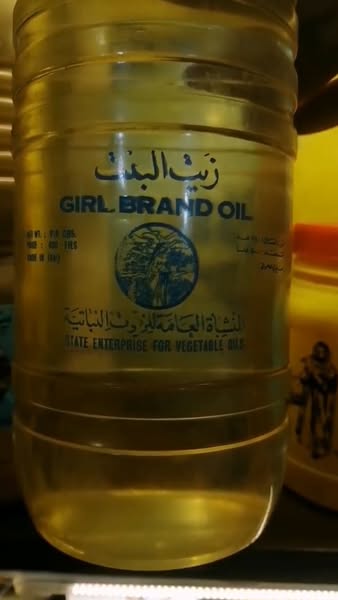 زيت البنت
GIRL BRAND OIL
المنشأة العامة للزيوت النباتية
STATE ENTERPRISE FOR VEGETABLE OILS